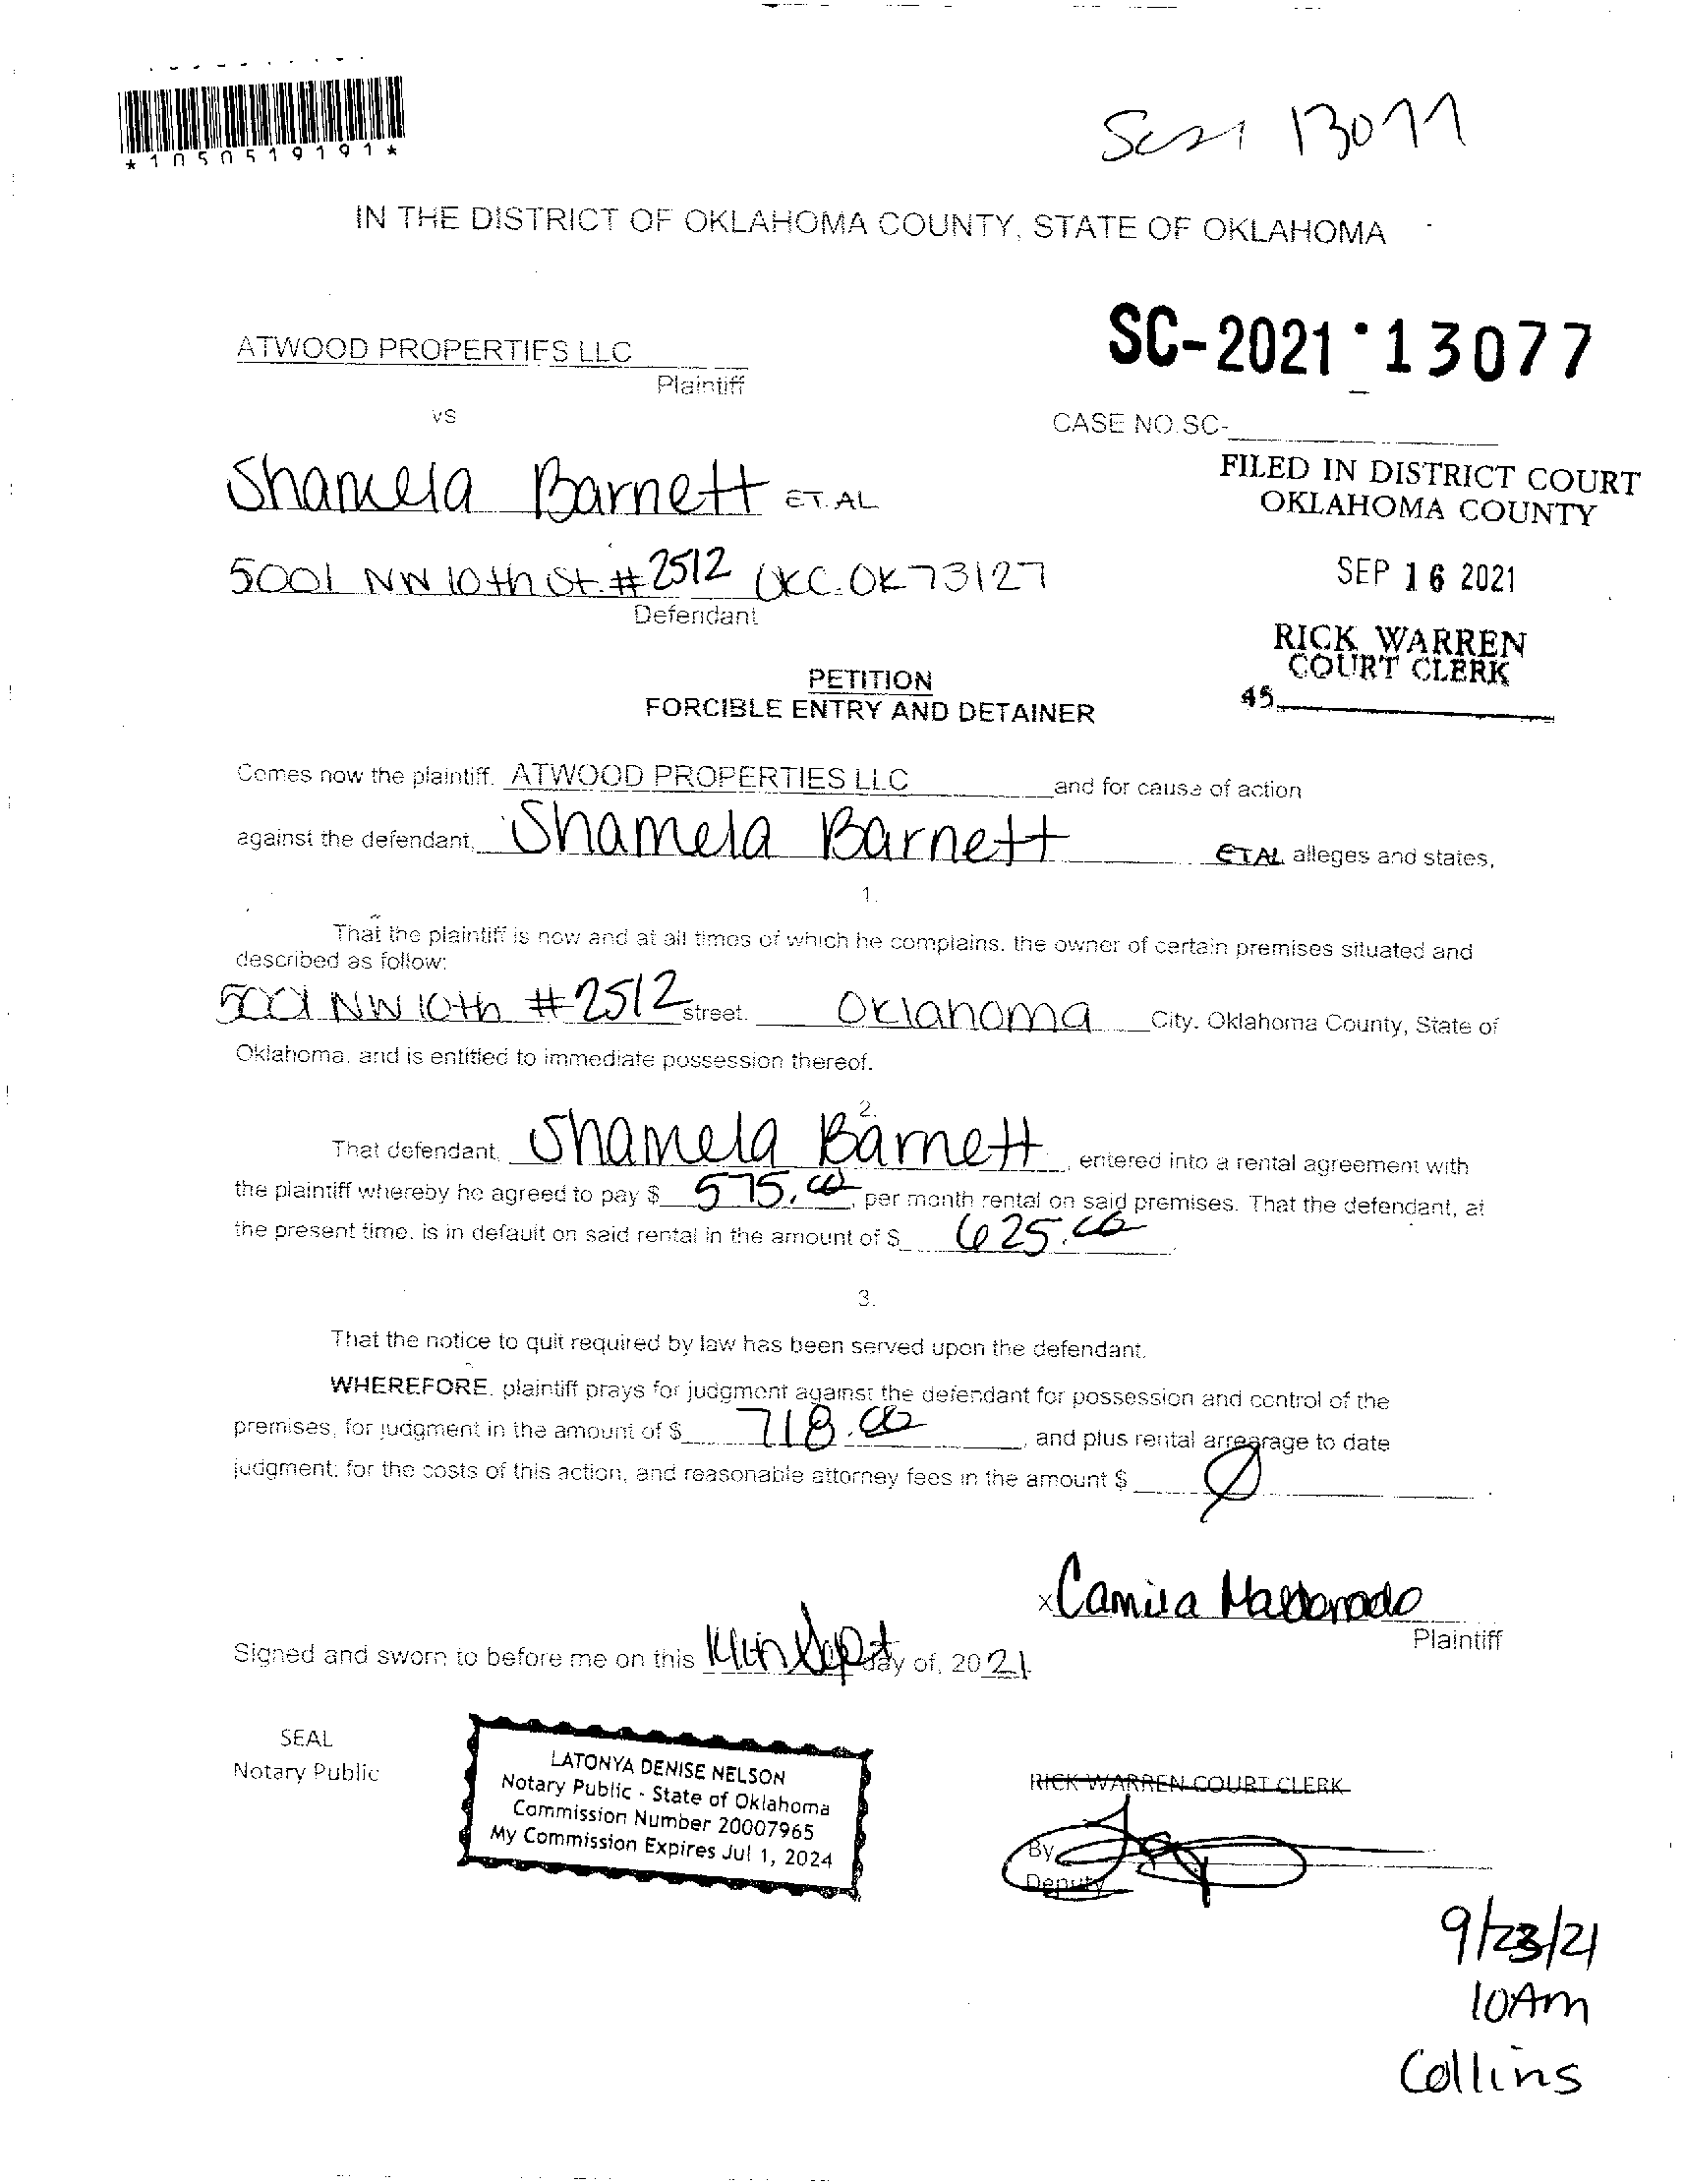 *1050519191*
SC21 13077
IN THE DISTRICT OF OKLAHOMA COUNTY, STATE OF OKLAHOMA
ATWOOD PROPERTIES LLC
Plaintiff
SC-2021 13077
vs
CASE NO.SC-
Shamela Barnett ET. AL
FILED IN DISTRICT COURT
OKLAHOMA COUNTY
5001 NW 10th St. #2512 OKC. OK 73127
Defendant
SEP 16 2021
RICK WARREN
COURT CLERK
45
PETITION
FORCIBLE ENTRY AND DETAINER
Comes now the plaintiff. ATWOOD PROPERTIES LLC and for cause of action
against the defendant, Shamela Barnett ETAL alleges and states,
1.
That the plaintiff is now and at all times of which he complains, the owner of certain premises situated and
described as follow:
5001 NW 10th #2512 street. Oklahoma City. Oklahoma County, State of
Oklahoma, and is entitled to immediate possession thereof.
2.
That defendant, Shamela Barnett, entered into a rental agreement with
the plaintiff whereby he agreed to pay $ 575.00, per month rental on said premises. That the defendant, at
the present time, is in default on said rental in the amount of $ 625.00.
3.
That the notice to quit required by law has been served upon the defendant.
WHEREFORE. plaintiff prays for judgment against the defendant for possession and control of the
premises, for judgment in the amount of $ 718.00, and plus rental arrearage to date
judgment; for the costs of this action, and reasonable attorney fees in the amount $ Ø.
x Camila Maldonado
Plaintiff
Signed and sworn to before me on this 16th Sept day of, 2021.
SEAL
Notary Public
LATONYA DENISE NELSON
Notary Public - State of Oklahoma
Commission Number 20007965
My Commission Expires Jul 1, 2024
RICK WARREN COURT CLERK
By
Deputy
9/23/21
10Am
Collins